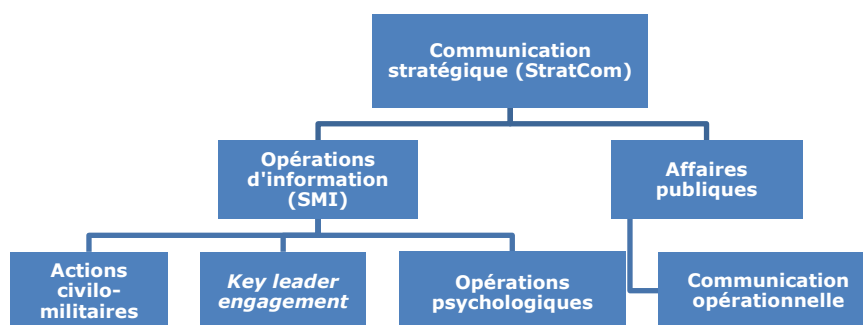 Communication
stratégique (StratCom)
Opérations
d'information
(SMI)
Affaires
publiques
Actions
civilo-
militaires
Key leader
engagement
Opérations
psychologiques
Communication
opérationnelle